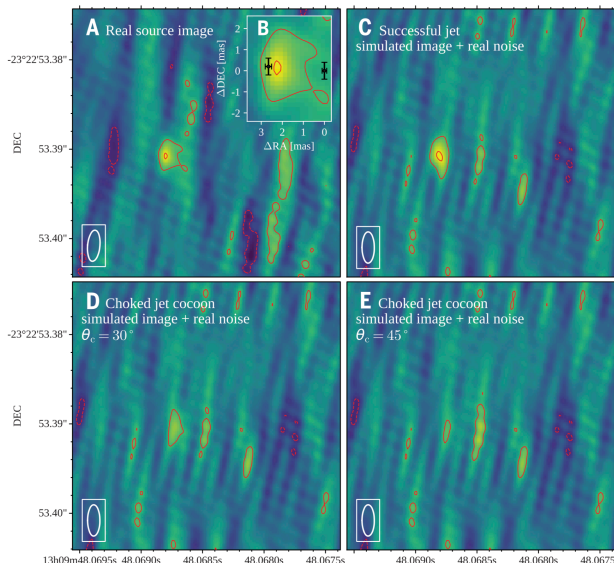 A Real source image
B
ΔDEC [mas]
2
1
0
-1
-2
3 2 1 0
ΔRA [mas]
C Successful jet
simulated image + real noise
D Choked jet cocoon
simulated image + real noise
θc = 30°
E Choked jet cocoon
simulated image + real noise
θc = 45°
DEC
-23°22'53.38"
53.39"
53.40"
DEC
-23°22'53.38"
53.39"
53.40"
13h09m48.0695s 48.0690s 48.0685s 48.0680s 48.0675s
48.0690s 48.0685s 48.0680s 48.0675s